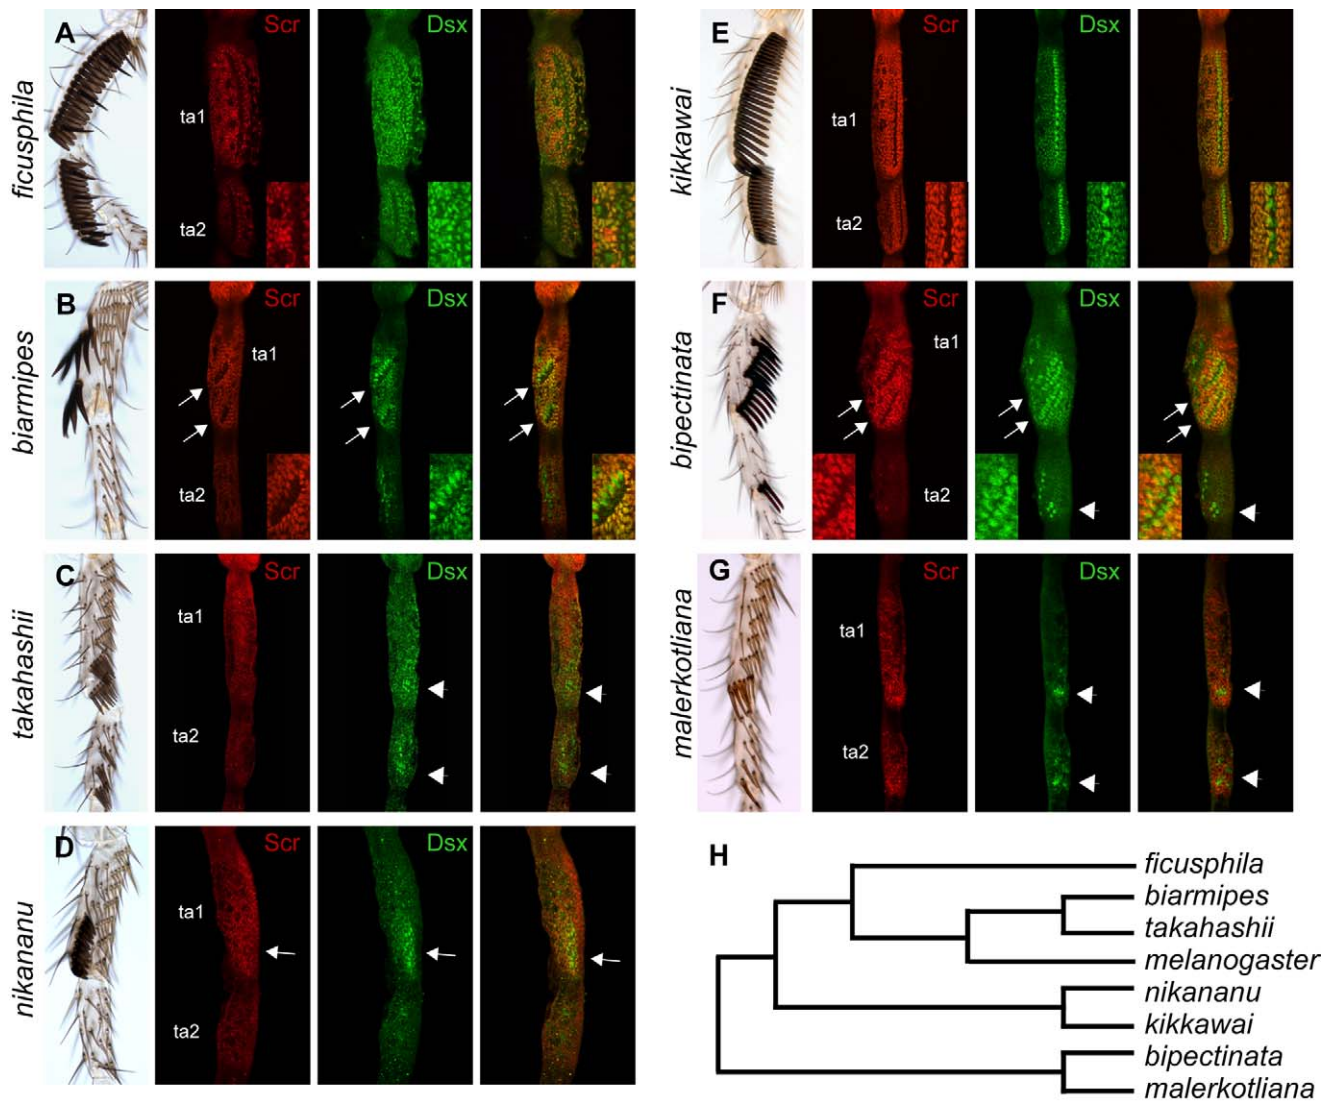 A
Scr
Dsx
ficusphila
ta1
ta2
B
Scr
Dsx
biarmipes
ta1
ta2
C
Scr
Dsx
takahashii
ta1
ta2
D
Scr
Dsx
nikananu
ta1
ta2
E
Scr
Dsx
kikkawai
ta1
ta2
F
Scr
Dsx
bipectinata
ta1
ta2
G
Scr
Dsx
malerkotliana
ta1
ta2
H
ficusphila
biarmipes
takahashii
melanogaster
nikananu
kikkawai
bipectinata
malerkotliana